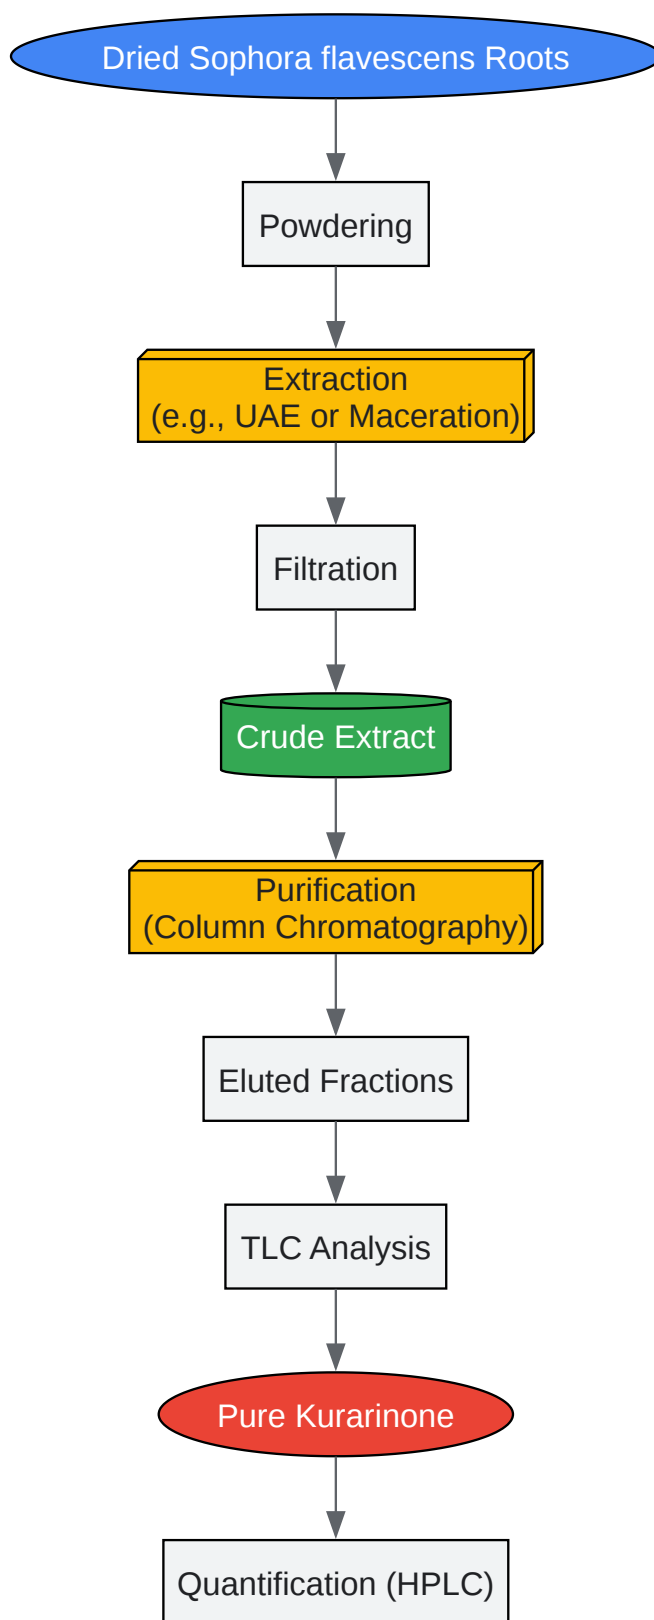 Dried Sophora flavescens Roots
Powdering
Extraction
(e.g., UAE or Maceration)
Filtration
Crude Extract
Purification
(Column Chromatography)
Eluted Fractions
TLC Analysis
Pure Kurarinone
Quantification (HPLC)